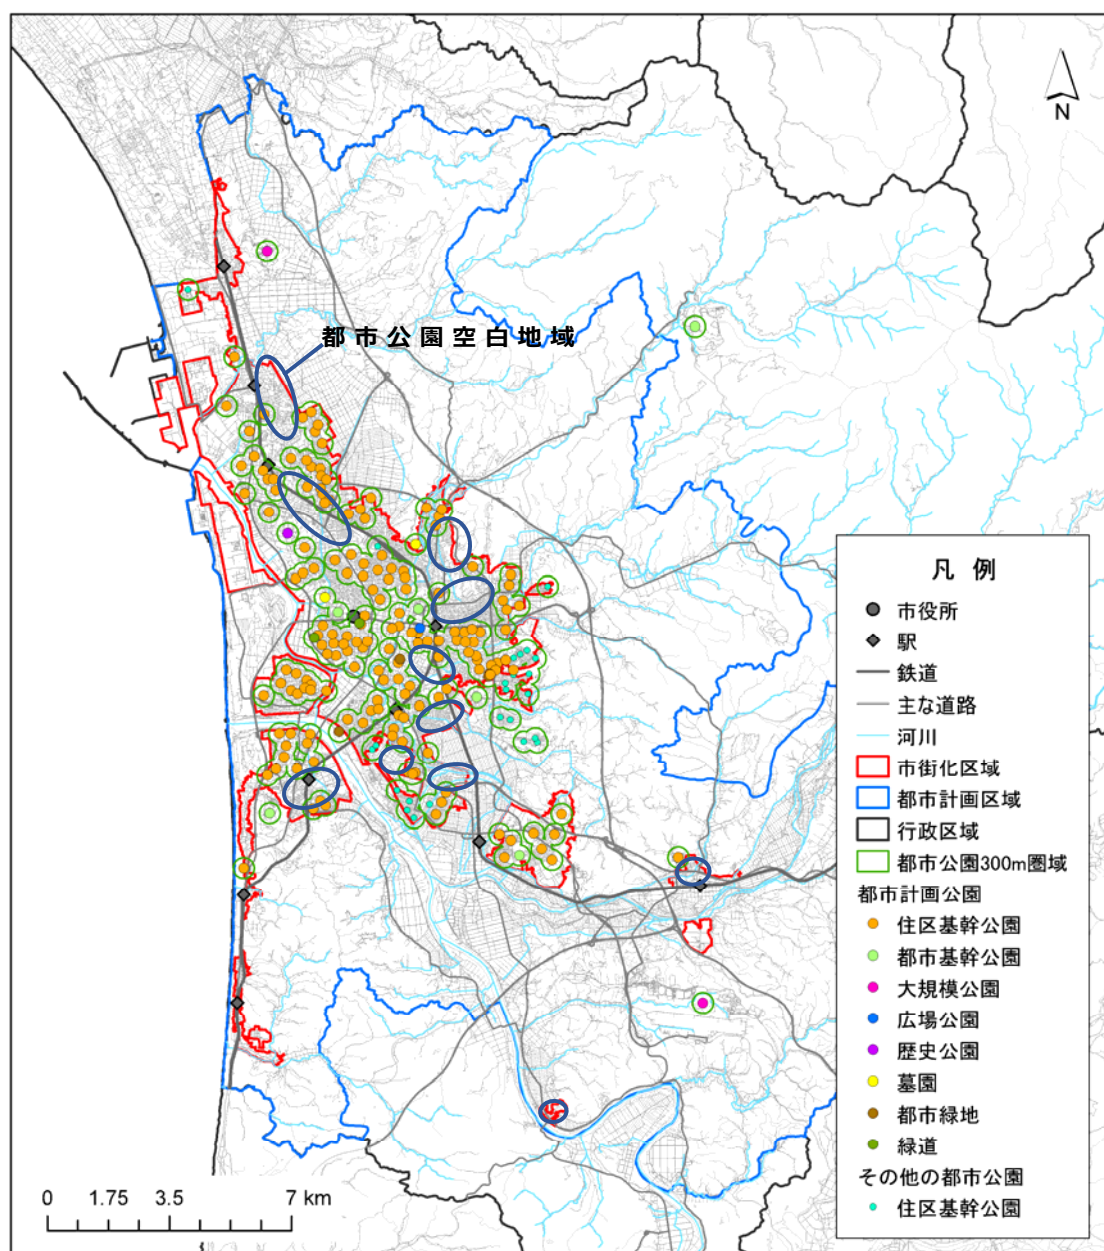 N
都市公園空白地域
凡例
市役所
駅
鉄道
主な道路
河川
市街化区域
都市計画区域
行政区域
都市公園300m圏域
都市計画公園
住区基幹公園
都市基幹公園
大規模公園
広場公園
歴史公園
墓園
都市緑地
緑道
その他の都市公園
住区基幹公園
0 1.75 3.5 7 km